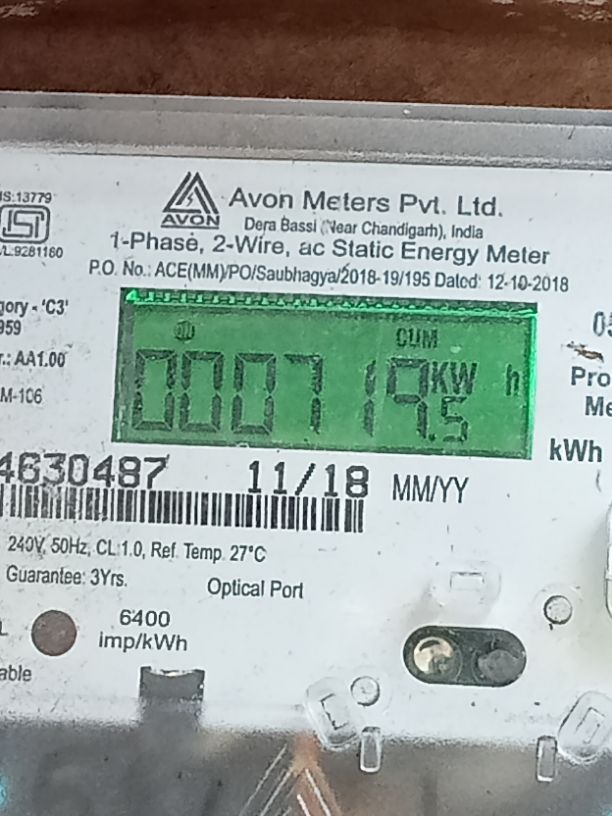 IS:13779
AVON
Avon Meters Pvt. Ltd.
Dera Bassi (Near Chandigarh), India
/L:9281180
1-Phase, 2-Wire, ac Static Energy Meter
P.O. No.: ACE(MM)/PO/Saubhagya/2018-19/195 Dated: 12-10-2018
gory - 'C3'
959
r.: AA1.00
M-106
CUM
000719.5 KW h
05
Pro
Me
kWh
4630487 11/18 MM/YY
240V, 50Hz, CL:1.0, Ref. Temp. 27°C
Guarantee: 3Yrs.
Optical Port
6400
imp/kWh
able